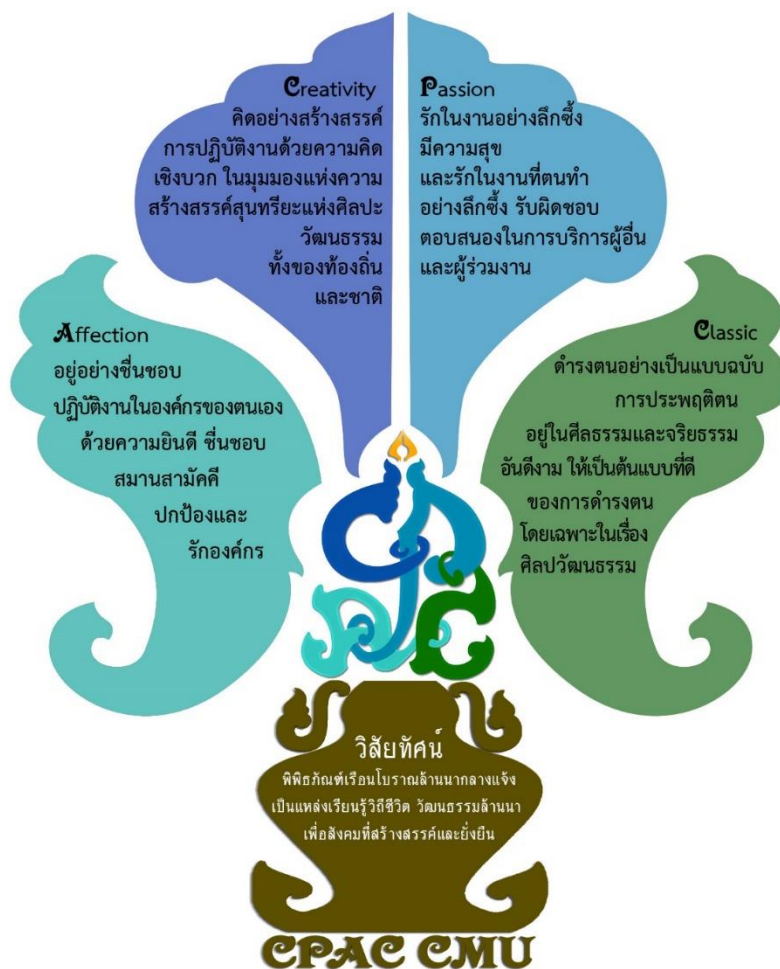 Creativity
คิดอย่างสร้างสรรค์
การปฏิบัติงานด้วยความคิด
เชิงบวก ในมุมมองแห่งความ
สร้างสรรค์สุนทรียะแห่งศิลปะ
วัฒนธรรม
ทั้งของท้องถิ่น
และชาติ
Passion
รักในงานอย่างลึกซึ้ง
มีความสุข
และรักในงานที่ตนทำ
อย่างลึกซึ้ง รับผิดชอบ
ตอบสนองในการบริการผู้อื่น
และผู้ร่วมงาน
Affection
อยู่อย่างชื่นชอบ
ปฏิบัติงานในองค์กรของตนเอง
ด้วยความยินดี ชื่นชอบ
สมานสามัคคี
ปกป้องและ
รักองค์กร
Classic
ดำรงตนอย่างเป็นแบบฉบับ
การประพฤติตน
อยู่ในศีลธรรมและจริยธรรม
อันดีงาม ให้เป็นต้นแบบที่ดี
ของการดำรงตน
โดยเฉพาะในเรื่อง
ศิลปวัฒนธรรม
CPAC
วิสัยทัศน์
พิพิธภัณฑ์เรือนโบราณล้านนากลางแจ้ง
เป็นแหล่งเรียนรู้วิถีชีวิต วัฒนธรรมล้านนา
เพื่อสังคมที่สร้างสรรค์และยั่งยืน
CPAC CMU